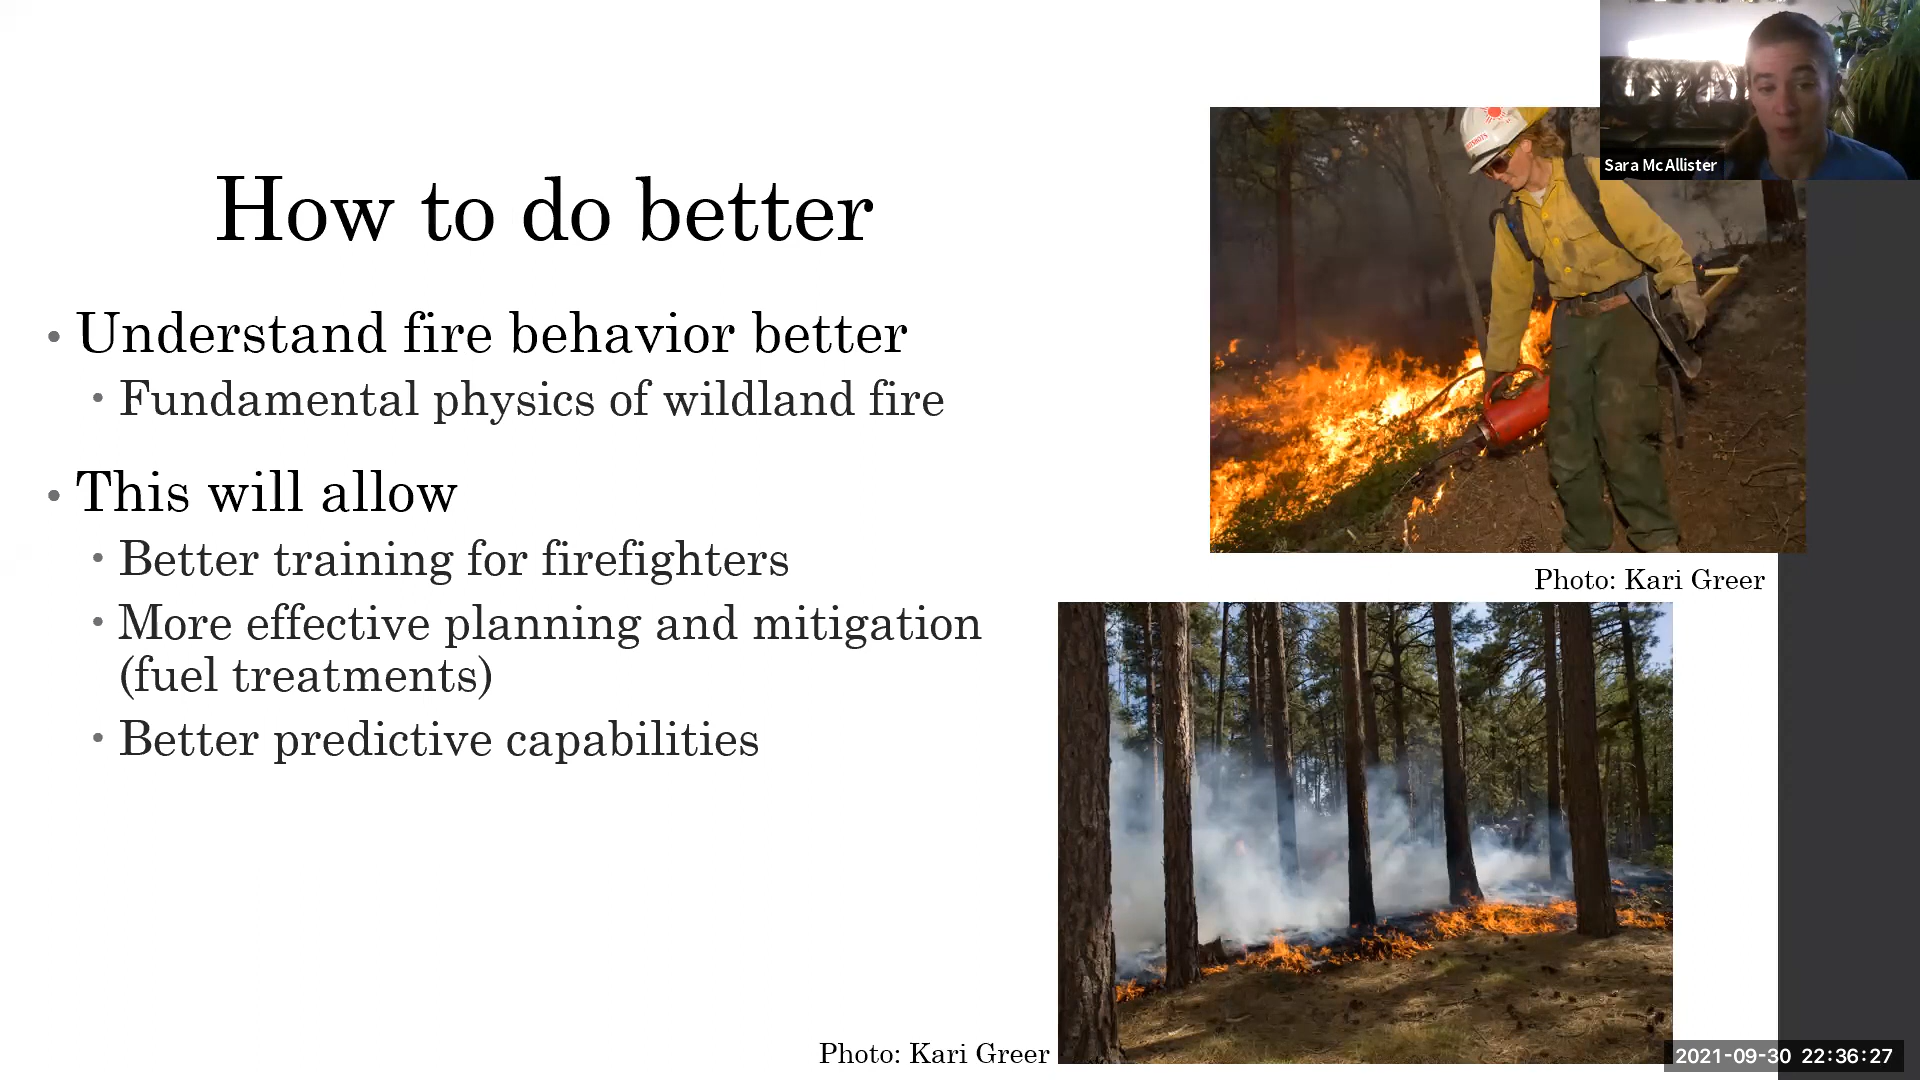 How to do better
• Understand fire behavior better
• Fundamental physics of wildland fire
• This will allow
• Better training for firefighters
• More effective planning and mitigation
(fuel treatments)
• Better predictive capabilities
Sara McAllister
Photo: Kari Greer
Photo: Kari Greer
2021-09-30 22:36:27